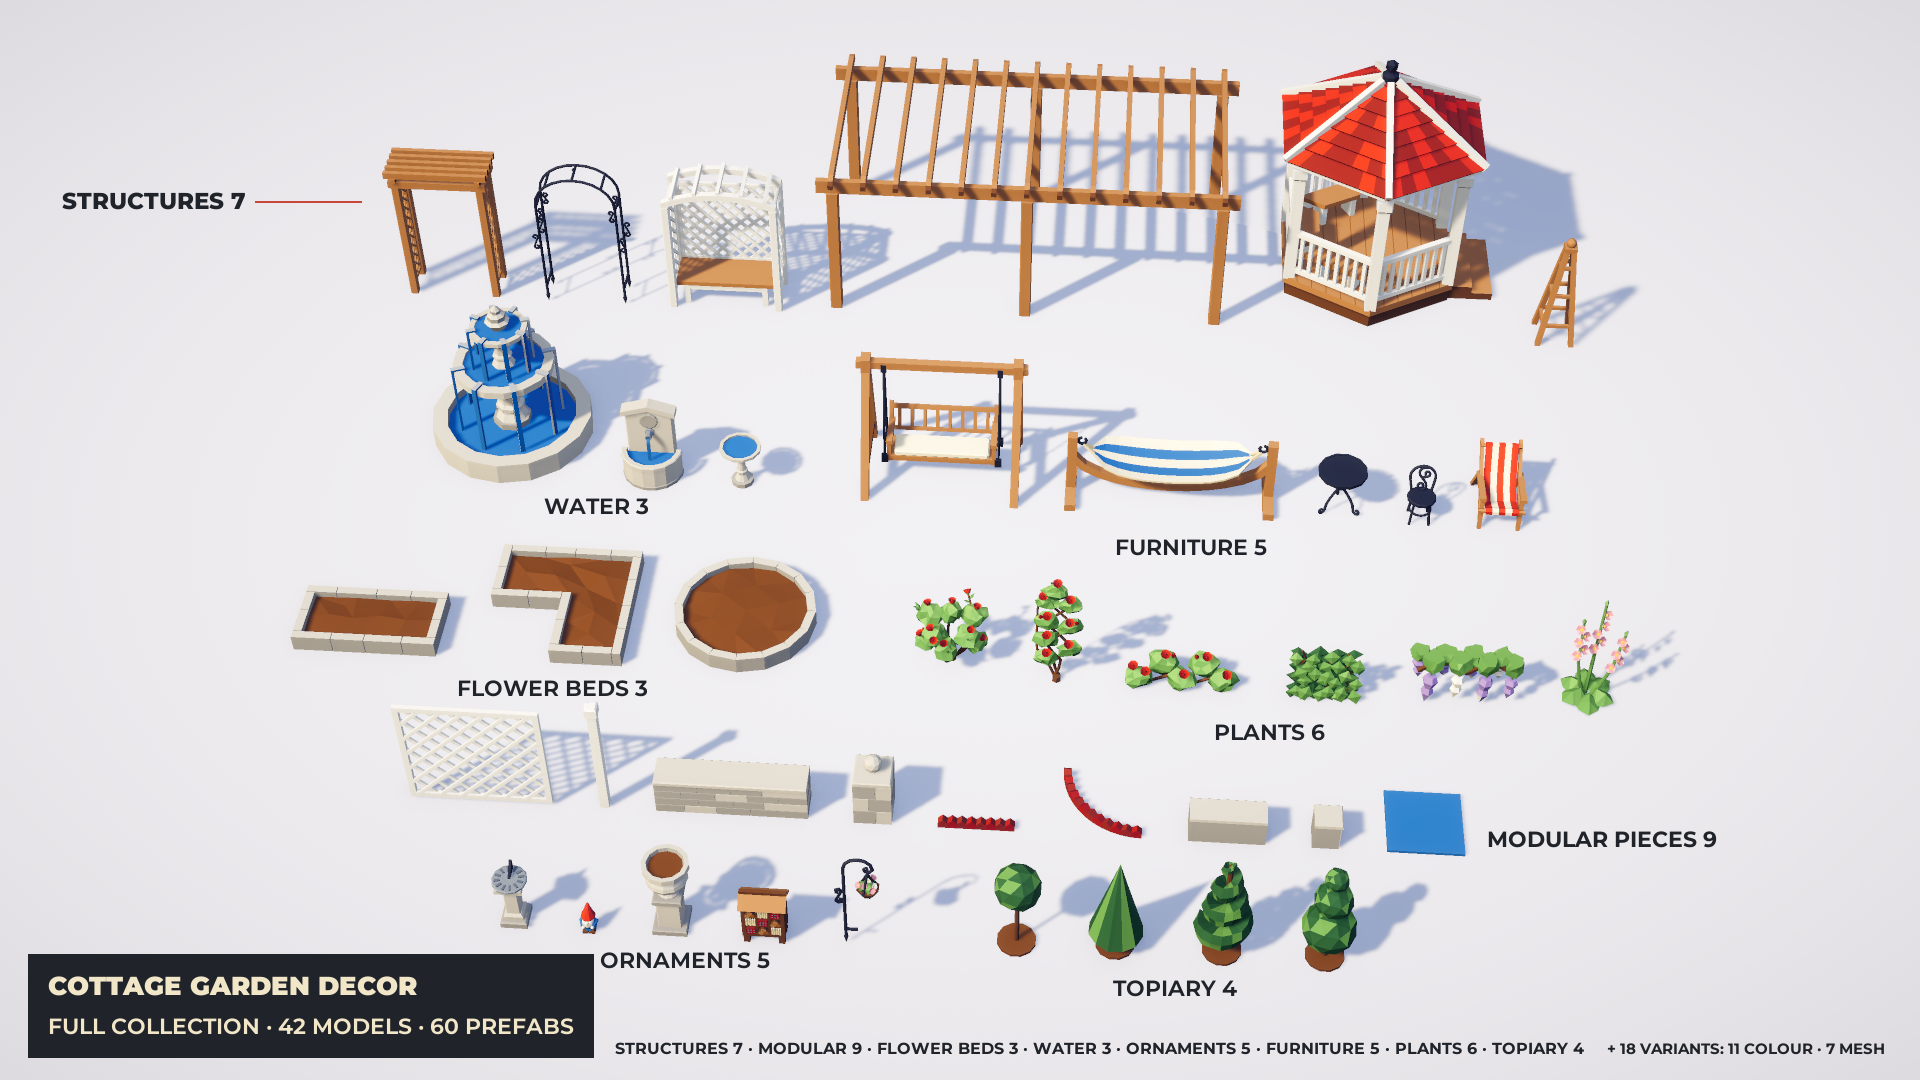 STRUCTURES 7
WATER 3
FURNITURE 5
FLOWER BEDS 3
PLANTS 6
MODULAR PIECES 9
ORNAMENTS 5
TOPIARY 4
COTTAGE GARDEN DECOR
FULL COLLECTION · 42 MODELS · 60 PREFABS
STRUCTURES 7 · MODULAR 9 · FLOWER BEDS 3 · WATER 3 · ORNAMENTS 5 · FURNITURE 5 · PLANTS 6 · TOPIARY 4 + 18 VARIANTS: 11 COLOUR · 7 MESH